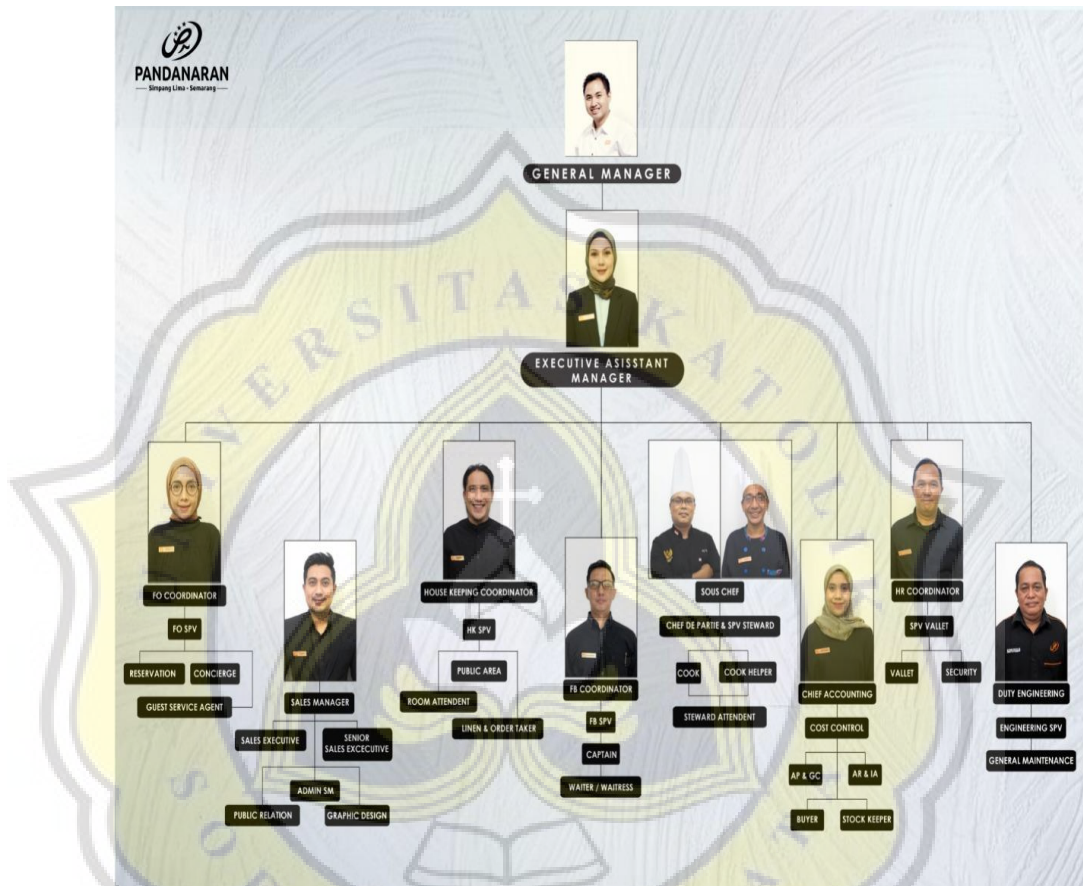 PANDANARAN
Simpang Lima - Semarang
GENERAL MANAGER
EXECUTIVE ASISSTANT
MANAGER
FO COORDINATOR
FO SPV
RESERVATION
CONCIERGE
GUEST SERVICE AGENT
SALES MANAGER
SALES EXECUTIVE
SENIOR
SALES EXCECUTIVE
ADMIN SM
PUBLIC RELATION
GRAPHIC DESIGN
HOUSE KEEPING COORDINATOR
HK SPV
PUBLIC AREA
ROOM ATTENDENT
LINEN & ORDER TAKER
FB COORDINATOR
FB SPV
CAPTAIN
WAITER / WAITRESS
SOUS CHEF
CHEF DE PARTIE & SPV STEWARD
COOK
COOK HELPER
STEWARD ATTENDENT
CHIEF ACCOUNTING
COST CONTROL
AP & GC
AR & IA
BUYER
STOCK KEEPER
HR COORDINATOR
SPV VALLET
VALLET
SECURITY
DUTY ENGINEERING
ENGINEERING SPV
GENERAL MAINTENANCE